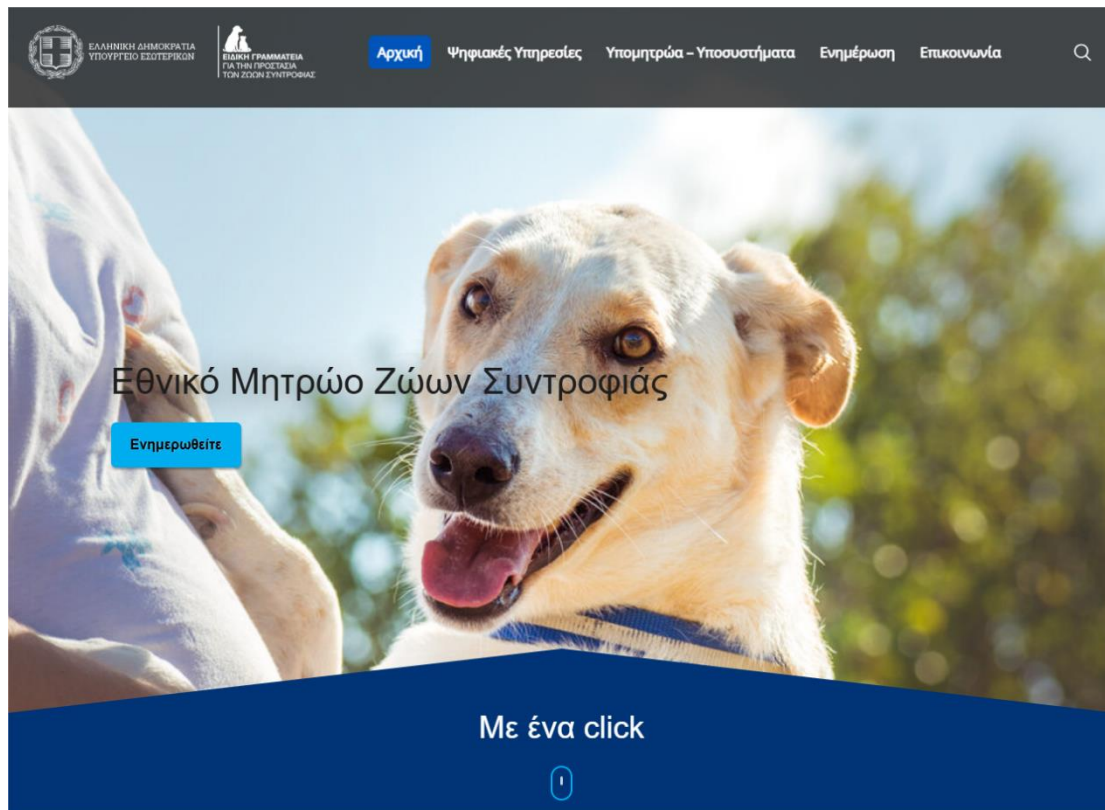 ΕΛΛΗΝΙΚΗ ΔΗΜΟΚΡΑΤΙΑ
ΥΠΟΥΡΓΕΙΟ ΕΣΩΤΕΡΙΚΩΝ
ΕΙΔΙΚΗ ΓΡΑΜΜΑΤΕΙΑ
ΓΙΑ ΤΗΝ ΠΡΟΣΤΑΣΙΑ
ΤΩΝ ΖΩΩΝ ΣΥΝΤΡΟΦΙΑΣ
Αρχική Ψηφιακές Υπηρεσίες Υπομητρώα – Υποσυστήματα Ενημέρωση Επικοινωνία
Εθνικό Μητρώο Ζώων Συντροφιάς
Ενημερωθείτε
Με ένα click